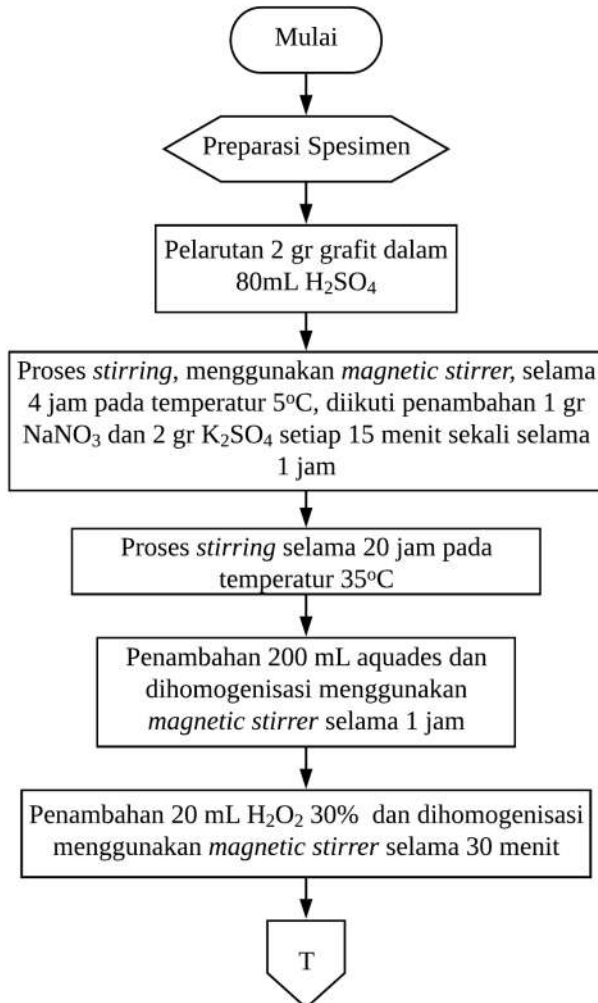 Mulai
Preparasi Spesimen
Pelarutan 2 gr grafit dalam
80mL H₂SO₄
Proses stirring, menggunakan magnetic stirrer, selama
4 jam pada temperatur 5ᵒC, diikuti penambahan 1 gr
NaNO₃ dan 2 gr K₂SO₄ setiap 15 menit sekali selama
1 jam
Proses stirring selama 20 jam pada
temperatur 35ᵒC
Penambahan 200 mL aquades dan
dihomogenisasi menggunakan
magnetic stirrer selama 1 jam
Penambahan 20 mL H₂O₂ 30% dan dihomogenisasi
menggunakan magnetic stirrer selama 30 menit
T